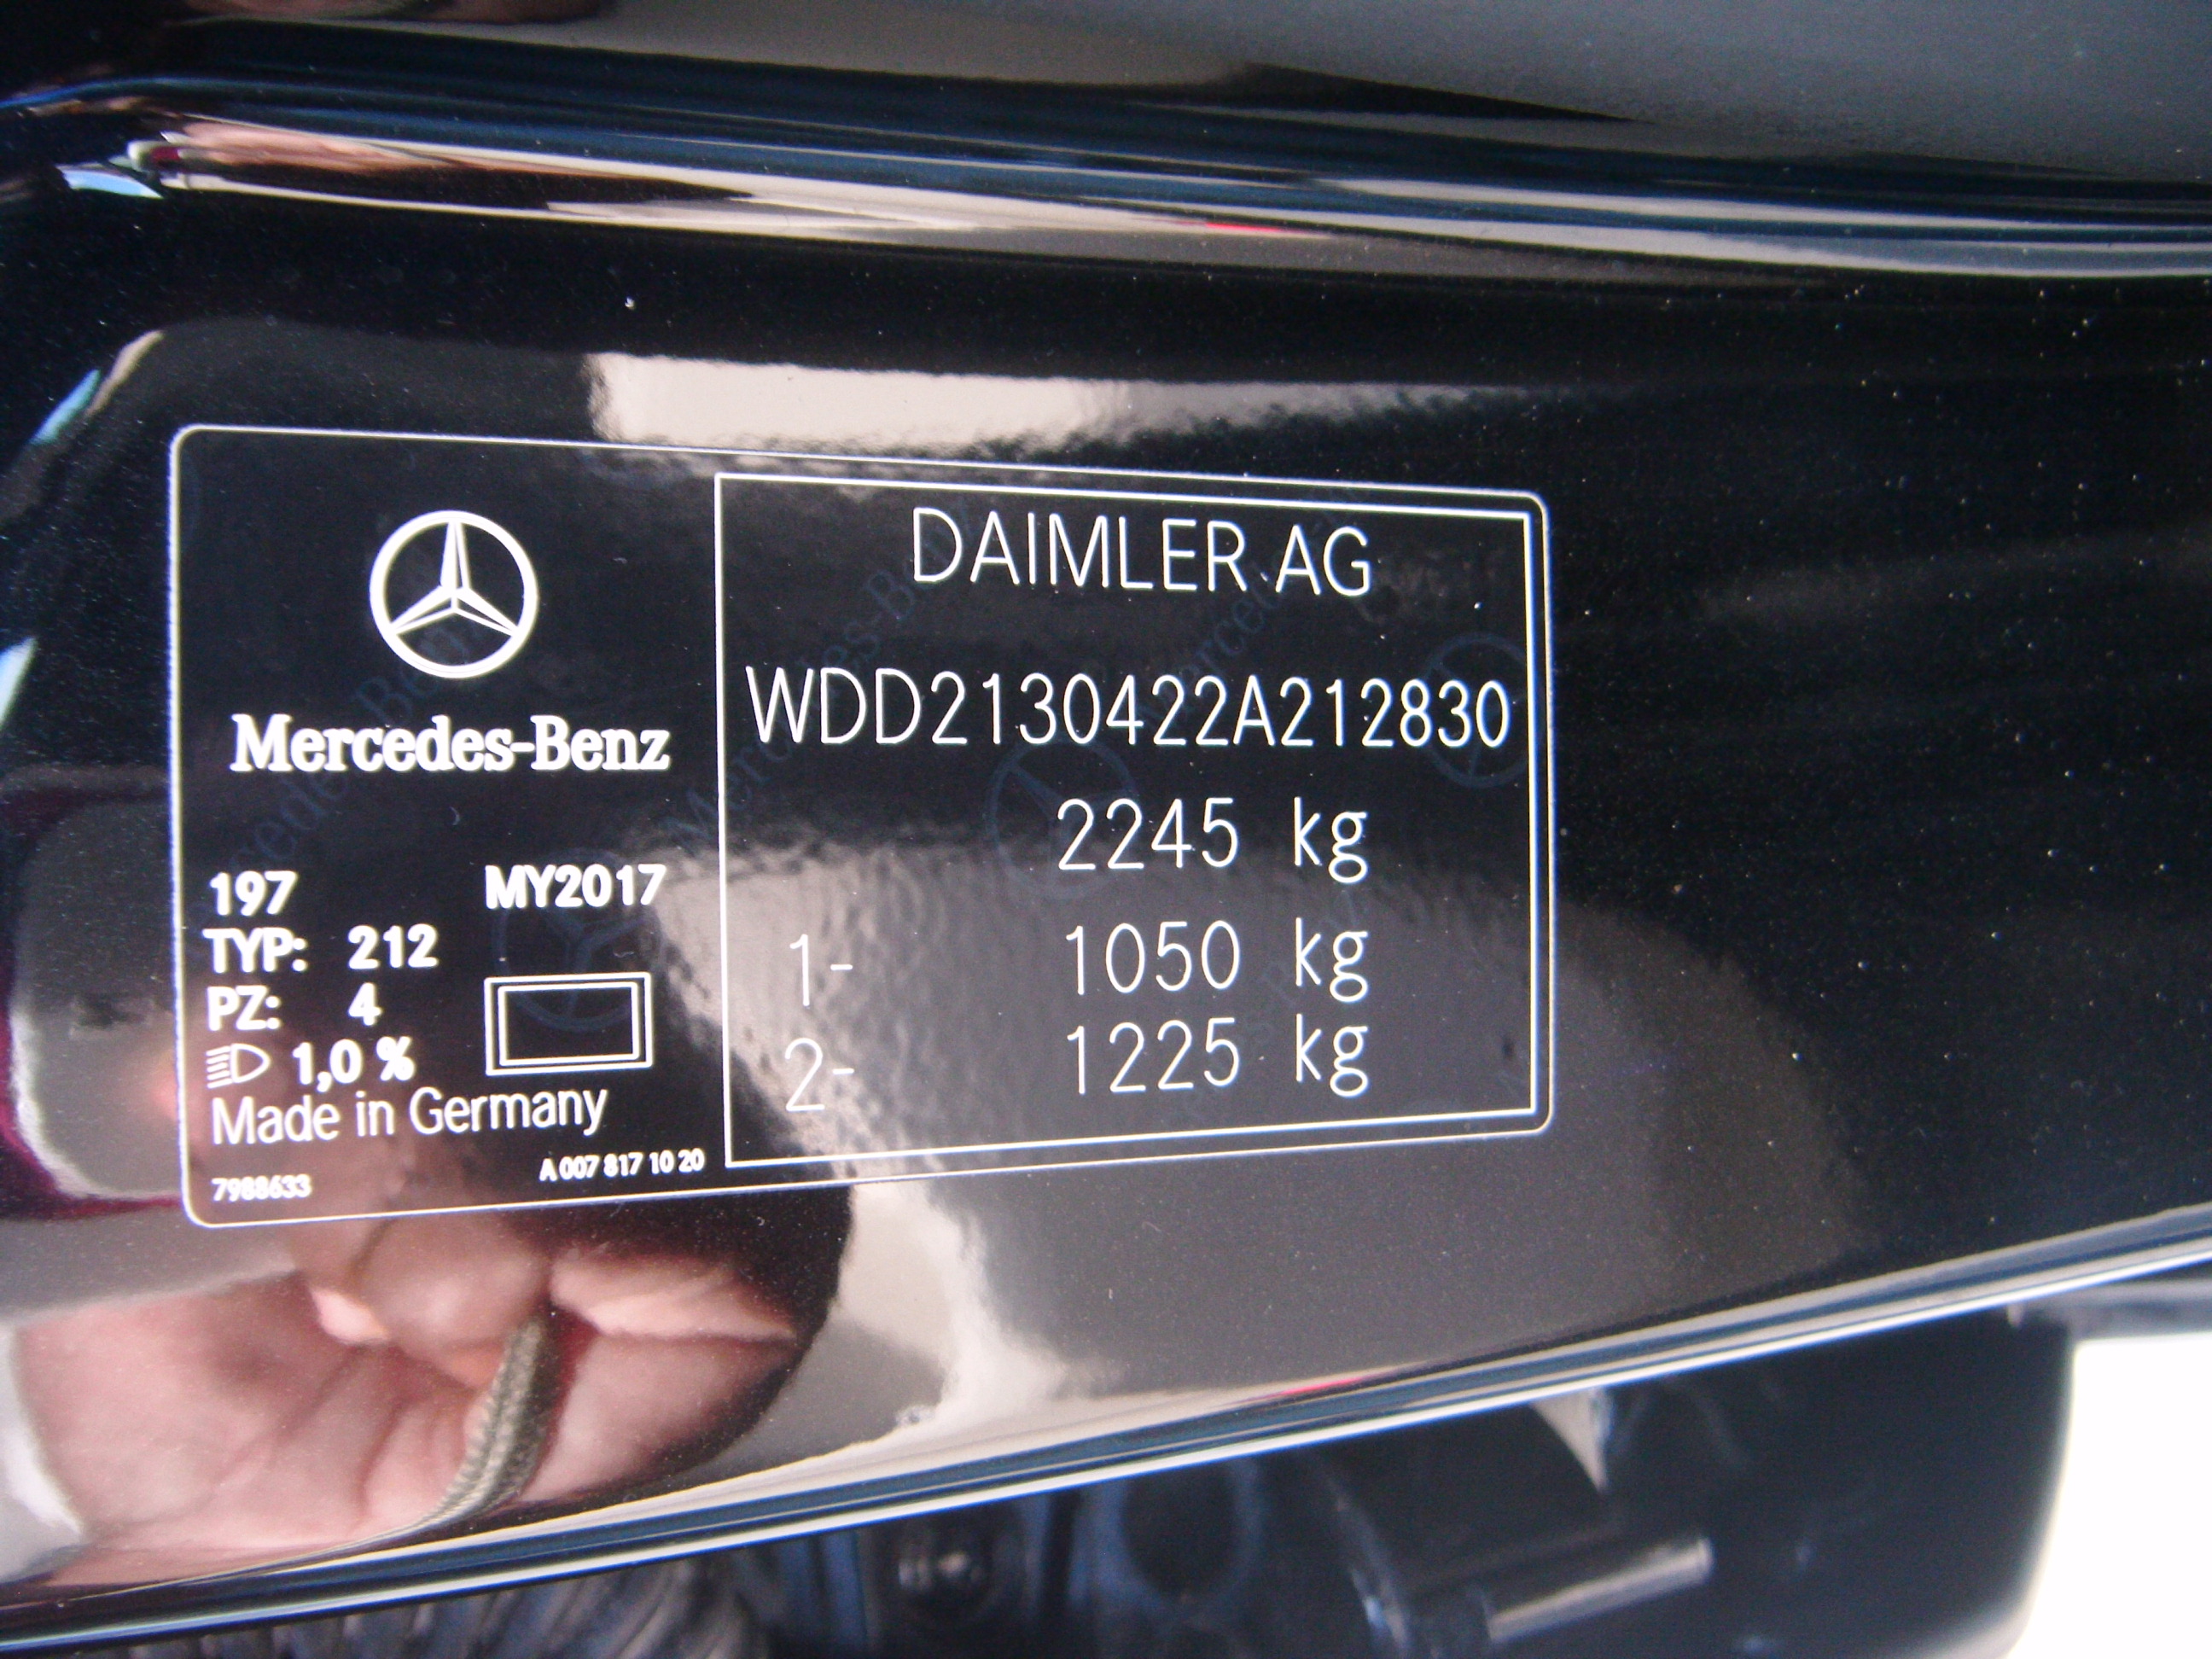 Mercedes-Benz
197 MY2017
TYP: 212
PZ: 4
1,0 %
Made in Germany
7988633
A 007 817 10 20
DAIMLER AG
WDD2130422A212830
2245 kg
1- 1050 kg
2- 1225 kg